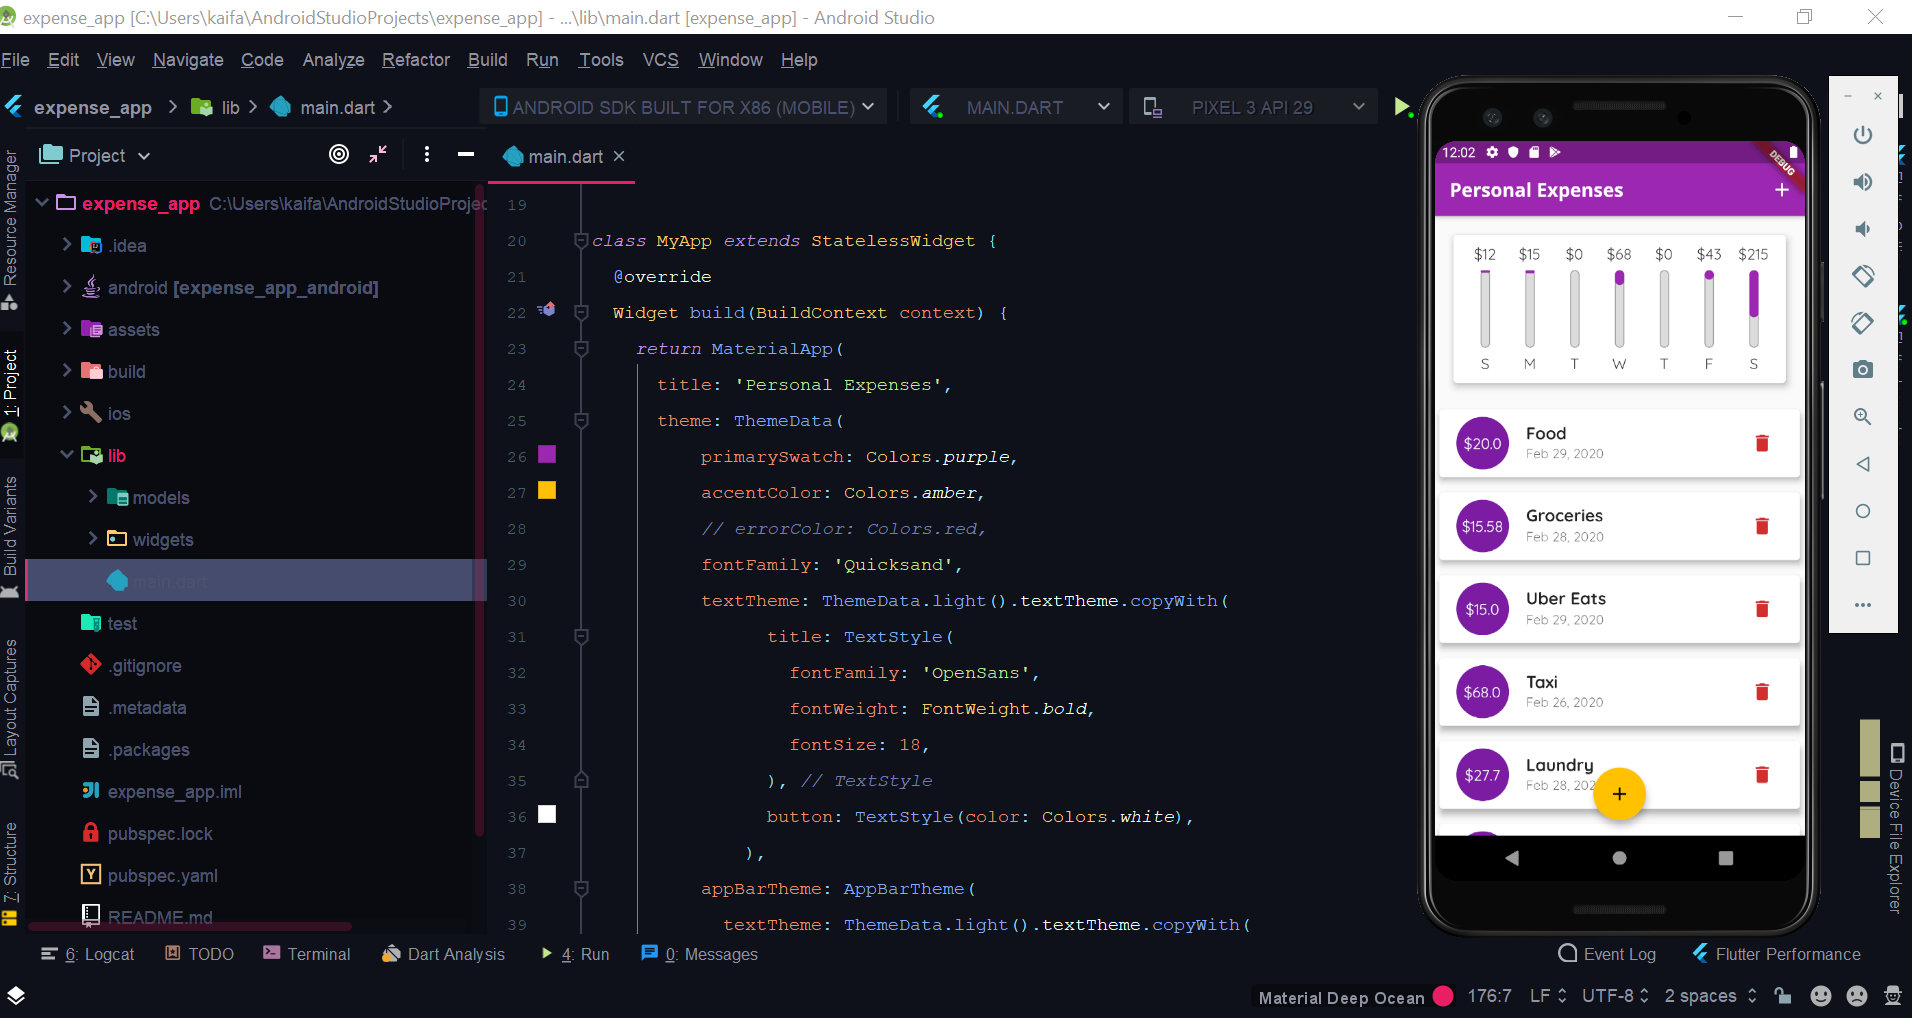 expense_app [C:\Users\kaifa\AndroidStudioProjects\expense_app] - ...\lib\main.dart [expense_app] - Android Studio
File Edit View Navigate Code Analyze Refactor Build Run Tools VCS Window Help
expense_app lib main.dart ANDROID SDK BUILT FOR X86 (MOBILE) MAIN.DART PIXEL 3 API 29
Project
main.dart
Resource Manager
1: Project
Build Variants
Layout Captures
7: Structure
expense_app C:\Users\kaifa\AndroidStudioProjec
.idea
android [expense_app_android]
assets
build
ios
lib
models
widgets
main.dart
test
.gitignore
.metadata
.packages
expense_app.iml
pubspec.lock
pubspec.yaml
README.md
19
20 class MyApp extends StatelessWidget {
21 @override
22 Widget build(BuildContext context) {
23 return MaterialApp(
24 title: 'Personal Expenses',
25 theme: ThemeData(
26 primarySwatch: Colors.purple,
27 accentColor: Colors.amber,
28 // errorColor: Colors.red,
29 fontFamily: 'Quicksand',
30 textTheme: ThemeData.light().textTheme.copyWith(
31 title: TextStyle(
32 fontFamily: 'OpenSans',
33 fontWeight: FontWeight.bold,
34 fontSize: 18,
35 ), // TextStyle
36 button: TextStyle(color: Colors.white),
37 ),
38 appBarTheme: AppBarTheme(
39 textTheme: ThemeData.light().textTheme.copyWith(
12:02
DEBUG
Personal Expenses +
$12 $15 $0 $68 $0 $43 $215
S M T W T F S
$20.0 Food
Feb 29, 2020
$15.58 Groceries
Feb 28, 2020
$15.0 Uber Eats
Feb 29, 2020
$68.0 Taxi
Feb 26, 2020
$27.7 Laundry
Feb 28, 202
+
Device File Explorer
6: Logcat TODO Terminal Dart Analysis 4: Run 0: Messages Event Log Flutter Performance
Material Deep Ocean 176:7 LF UTF-8 2 spaces